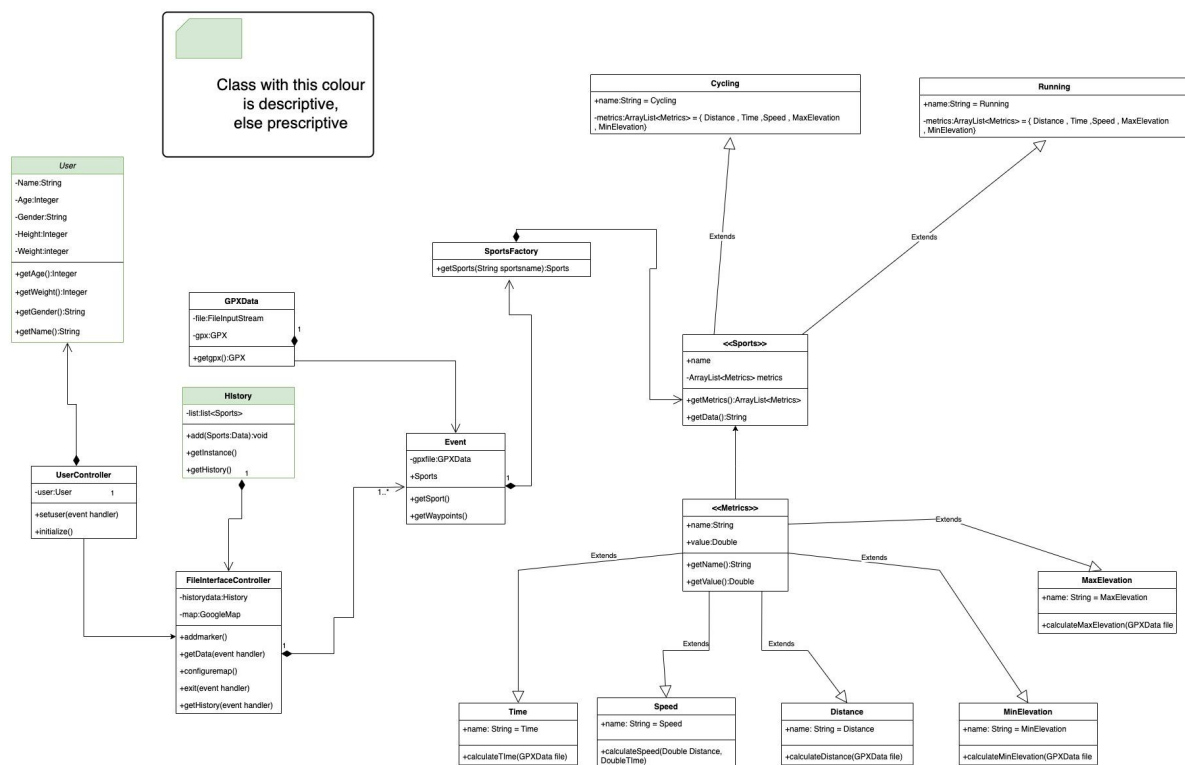 Class with this colour
is descriptive,
else prescriptive
Cycling
+name:String = Cycling
-metrics:ArrayList<Metrics> = { Distance , Time ,Speed , MaxElevation
, MinElevation}
Running
+name:String = Running
-metrics:ArrayList<Metrics> = { Distance , Time ,Speed , MaxElevation
, MinElevation}
User
-Name:String
-Age:Integer
-Gender:String
-Height:Integer
-Weight:integer
+getAge():Integer
+getWeight():Integer
+getGender():String
+getName():String
Extends
Extends
SportsFactory
+getSports(String sportsname):Sports
GPXData
-file:FileInputStream
-gpx:GPX
+getgpx():GPX
1
<<Sports>>
+name
-ArrayList<Metrics> metrics
+getMetrics():ArrayList<Metrics>
+getData():String
HIstory
-list:list<Sports>
+add(Sports:Data):void
+getInstance()
+getHistory()
1
Event
-gpxfile:GPXData
+Sports
+getSport()
+getWaypoints()
1
1..*
UserController
-user:User
1
+setuser(event handler)
+initialize()
<<Metrics>>
+name:String
+value:Double
+getName():String
+getValue():Double
Extends
Extends
Extends
Extends
Extends
FileInterfaceController
-historydata:History
-map:GoogleMap
+addmarker()
+getData(event handler)
+configuremap()
+exit(event handler)
+getHistory(event handler)
1
MaxElevation
+name: String = MaxElevation
+calculateMaxElevation(GPXData file
Time
+name: String = Time
+calculateTIme(GPXData file)
Speed
+name: String = Speed
+calculateSpeed(Double Distance,
DoubleTIme)
Distance
+name: String = Distance
+calculateDistance(GPXData file)
MinElevation
+name: String = MinElevation
+calculateMinElevation(GPXData file